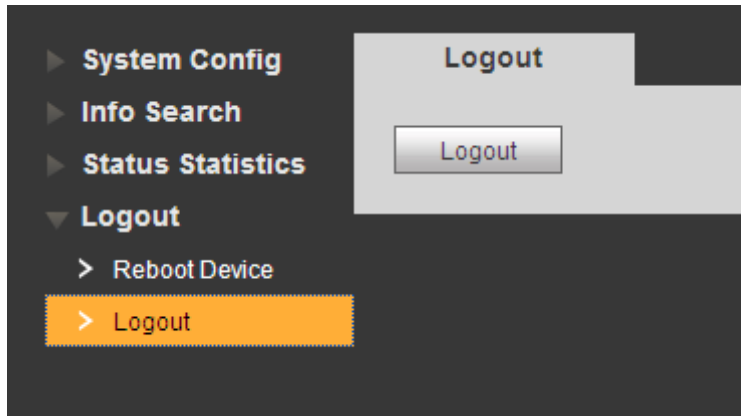 System Config
Info Search
Status Statistics
Logout
Reboot Device
Logout
Logout
Logout